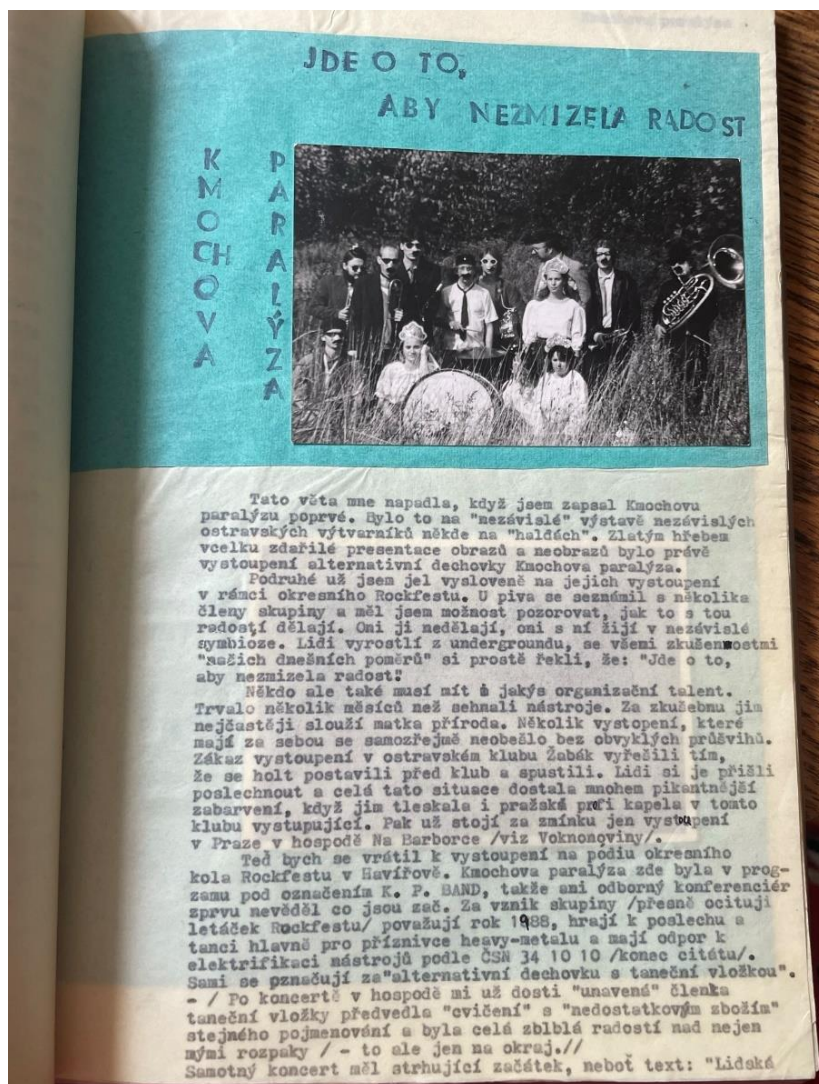 JDE O TO,
ABY NEZMIZELA RADOST
KMOCHOVA
PARALÝZA
Tato věta mne napadla, když jsem zapsal Kmochovu
paralýzu poprvé. Bylo to na "nezávislé" výstavě nezávislých
ostravských výtvarníků někde na "haldách". Zlatým hřebem
vcelku zdařilé presentace obrazů a neobrazů bylo právě
vystoupení alternativní dechovky Kmochova paralýza.
Podruhé už jsem jel vysloveně na jejich vystoupení
v rámci okresního Rockfestu. U piva se seznámil s několika
členy skupiny a měl jsem možnost pozorovat, jak to s tou
radostí dělají. Oni ji nedělají, oni s ní žijí v nezávislé
symbioze. Lidi vyrostlí z undergroundu, se všemi zkušenostmi
"našich dnešních poměrů" si prostě řekli, že: "Jde o to,
aby nezmizela radost"
Někdo ale také musí mít jakýs organizační talent.
Trvalo několik měsíců než sehnali nástroje. Za zkušebnu jim
nejčastěji slouží matka příroda. Několik vystopení, které
mají za sebou se samozřejmě neobešlo bez obvyklých průšvihů.
Zákaz vystoupení v ostravském klubu Žabák vyřešili tím,
že se holt postavili před klub a spustili. Lidi si je přišli
poslechnout a celá tato situace dostala mnohem pikantnější
zabarvení, když jim tleskala i pražská profi kapela v tomto
klubu vystupující. Pak už stojí za zmínku jen vystoupení
v Praze v hospodě Na Barborce /viz Voknonoviny/.
Teď bych se vrátil k vystoupení na podiu okresního
kola Rockfestu v Havířově. Kmochova paralýza zde byla v prog-
zamu pod označením K. P. BAND, takže ani odborný konferenciér
zprvu nevěděl co jsou zač. Za vznik skupiny /přesně ocituji
letáček Rockfestu/ považují rok 1988, hrají k poslechu a
tanci hlavně pro příznivce heavy-metalu a mají odpor k
elektrifikaci nástrojů podle ČSN 34 10 10 /konec citátu/.
Sami se označují za"alternativní dechovku s taneční vložkou".
- / Po koncertě v hospodě mi už dosti "unavená" členka
taneční vložky předvedla "cvičení" s "nedostatkovým zbožím"
stejného pojmenování a byla celá zblblá radostí nad nejen
mými rozpaky / - to ale jen na okraj.//
Samotný koncert měl strhující začátek, neboť text: "Lidská